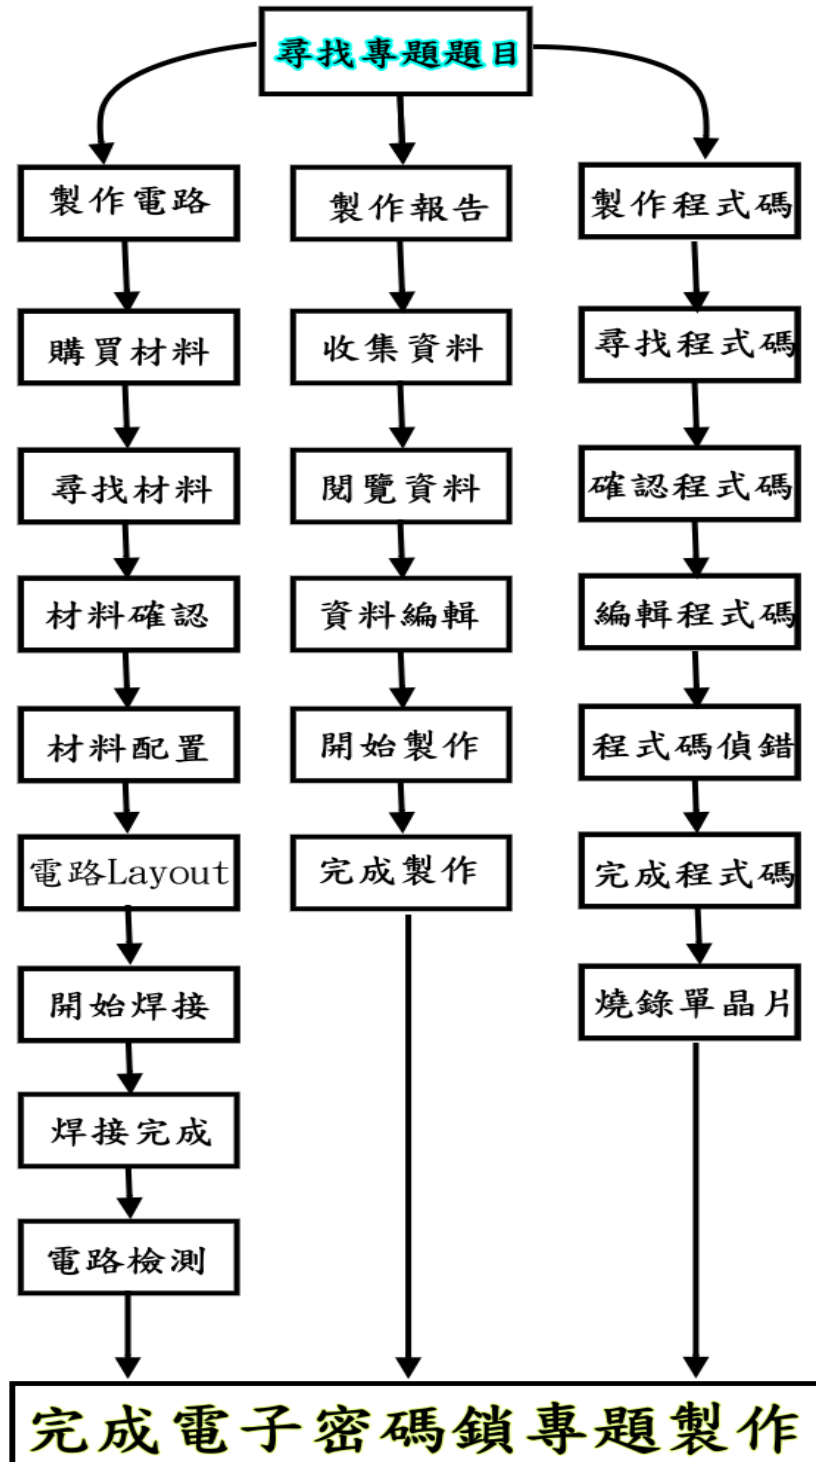 尋找專題題目
製作電路
購買材料
尋找材料
材料確認
材料配置
電路Layout
開始焊接
焊接完成
電路檢測
製作報告
收集資料
閱覽資料
資料編輯
開始製作
完成製作
製作程式碼
尋找程式碼
確認程式碼
編輯程式碼
程式碼偵錯
完成程式碼
燒錄單晶片
完成電子密碼鎖專題製作